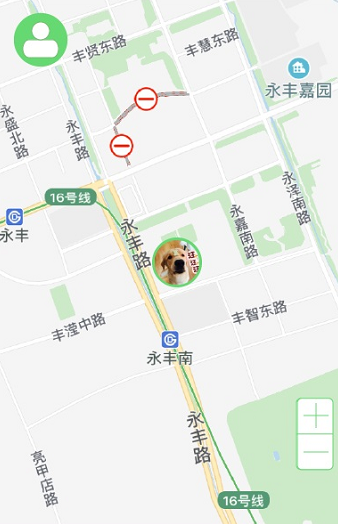 丰贤东路
丰慧东路
永丰嘉园
永盛北路
永丰路
16号线
永丰
永丰路
永嘉南路
永泽南路
汪汪汪
丰滢中路
丰智东路
永丰南
永丰路
亮甲店路
16号线